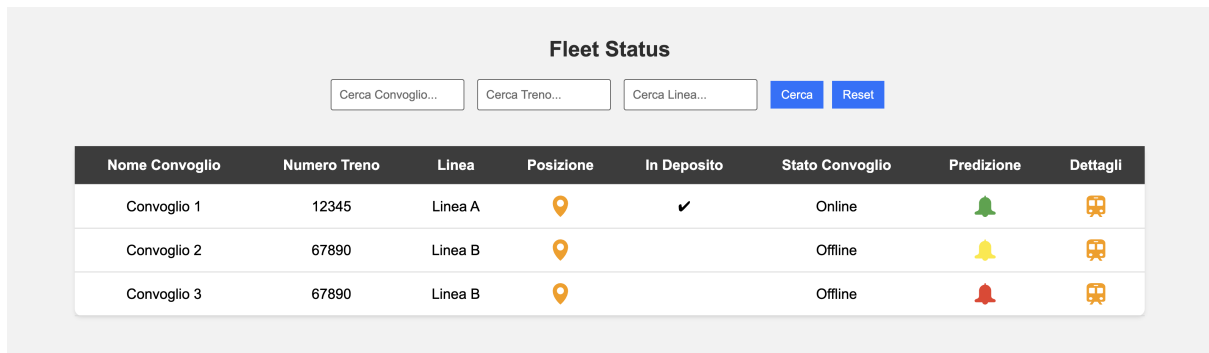 Fleet Status
Cerca Convoglio... Cerca Treno... Cerca Linea... Cerca Reset
Nome Convoglio Numero Treno Linea Posizione In Deposito Stato Convoglio Predizione Dettagli
Convoglio 1 12345 Linea A ✔ Online
Convoglio 2 67890 Linea B Offline
Convoglio 3 67890 Linea B Offline